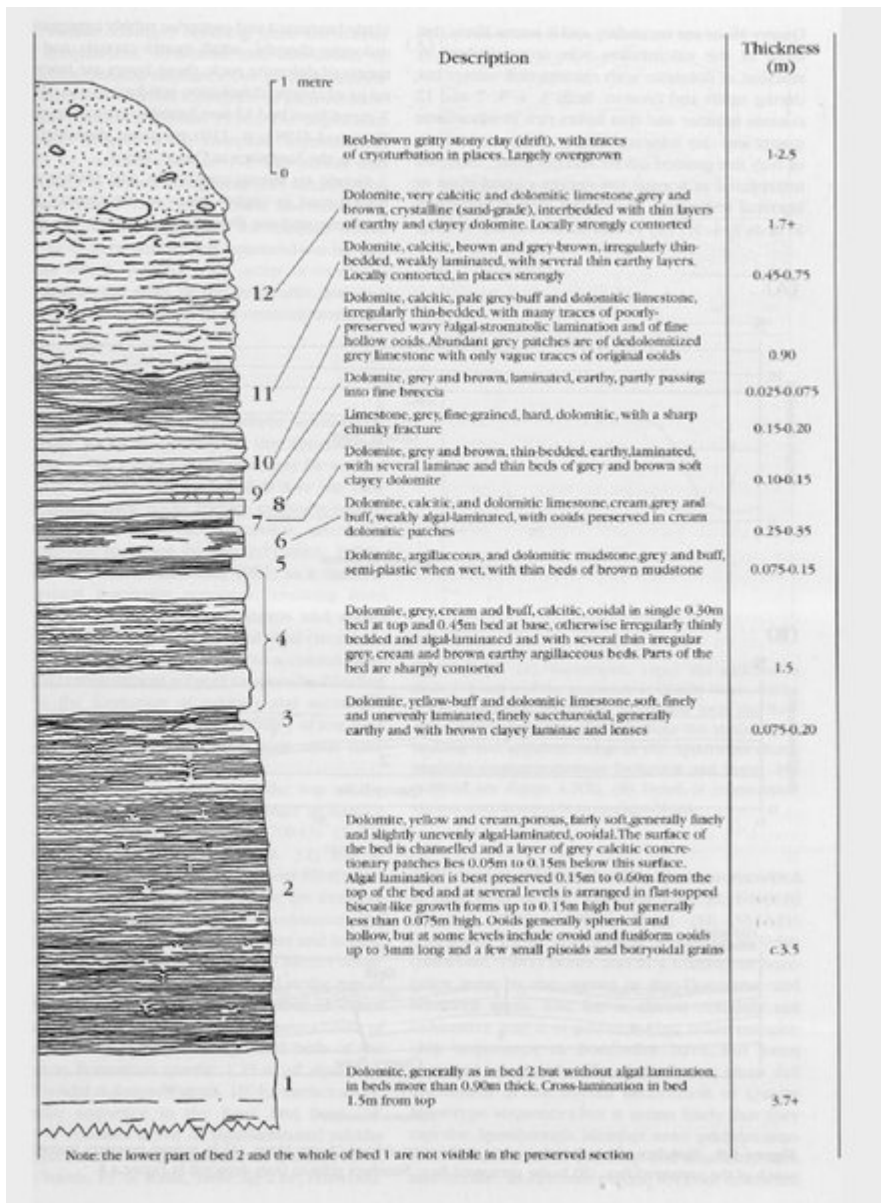 Description
Thickness
(m)
1 metre
0
Red-brown gritty stony clay (drift), with traces
of cryoturbation in places. Largely overgrown
1-2.5
Dolomite, very calcitic and dolomitic limestone, grey and
brown, crystalline (sand-grade), interbedded with thin layers
of earthy and clayey dolomite. Locally strongly contorted
1.7+
12
Dolomite, calcitic, brown and grey-brown, irregularly thin-
bedded, weakly laminated, with several thin earthy layers.
Locally contorted, in places strongly
0.45-0.75
11
Dolomite, calcitic, pale grey-buff and dolomitic limestone,
irregularly thin-bedded, with many traces of poorly-
preserved wavy ?algal-stromatolic lamination and of fine
hollow ooids. Abundant grey patches are of dedolomitized
grey limestone with only vague traces of original ooids
0.90
10
Dolomite, grey and brown, laminated, earthy, partly passing
into fine breccia
0.025-0.075
9
Limestone, grey, fine-grained, hard, dolomitic, with a sharp
chunky fracture
0.15-0.20
8
Dolomite, grey and brown, thin-bedded, earthy, laminated,
with several laminae and thin beds of grey and brown soft
clayey dolomite
0.10-0.15
7
Dolomite, calcitic, and dolomitic limestone, cream, grey and
buff, weakly algal-laminated, with ooids preserved in cream
dolomitic patches
0.25-0.35
6
Dolomite, argillaceous, and dolomitic mudstone, grey and buff,
semi-plastic when wet, with thin beds of brown mudstone
0.075-0.15
5
Dolomite, grey, cream and buff, calcitic, ooidal in single 0.30m
bed at top and 0.45m bed at base, otherwise irregularly thinly
bedded and algal-laminated and with several thin irregular
grey, cream and brown earthy argillaceous beds. Parts of the
bed are sharply contorted
1.5
4
Dolomite, yellow-buff and dolomitic limestone, soft, finely
and unevenly laminated, finely saccharoidal, generally
earthy and with brown clayey laminae and lenses
0.075-0.20
3
Dolomite, yellow and cream, porous, fairly soft, generally finely
and slightly unevenly algal-laminated, ooidal. The surface of
the bed is channelled and a layer of grey calcitic concre-
tionary patches lies 0.05m to 0.15m below this surface.
Algal lamination is best preserved 0.15m to 0.60m from the
top of the bed and at several levels is arranged in flat-topped
biscuit-like growth forms up to 0.15m high but generally
less than 0.075m high. Ooids generally spherical and
hollow, but at some levels include ovoid and fusiform ooids
up to 3mm long and a few small pisoids and botryoidal grains
c.3.5
2
Dolomite, generally as in bed 2 but without algal lamination,
in beds more than 0.90m thick. Cross-lamination in bed
1.5m from top
3.7+
1
Note: the lower part of bed 2 and the whole of bed 1 are not visible in the preserved section